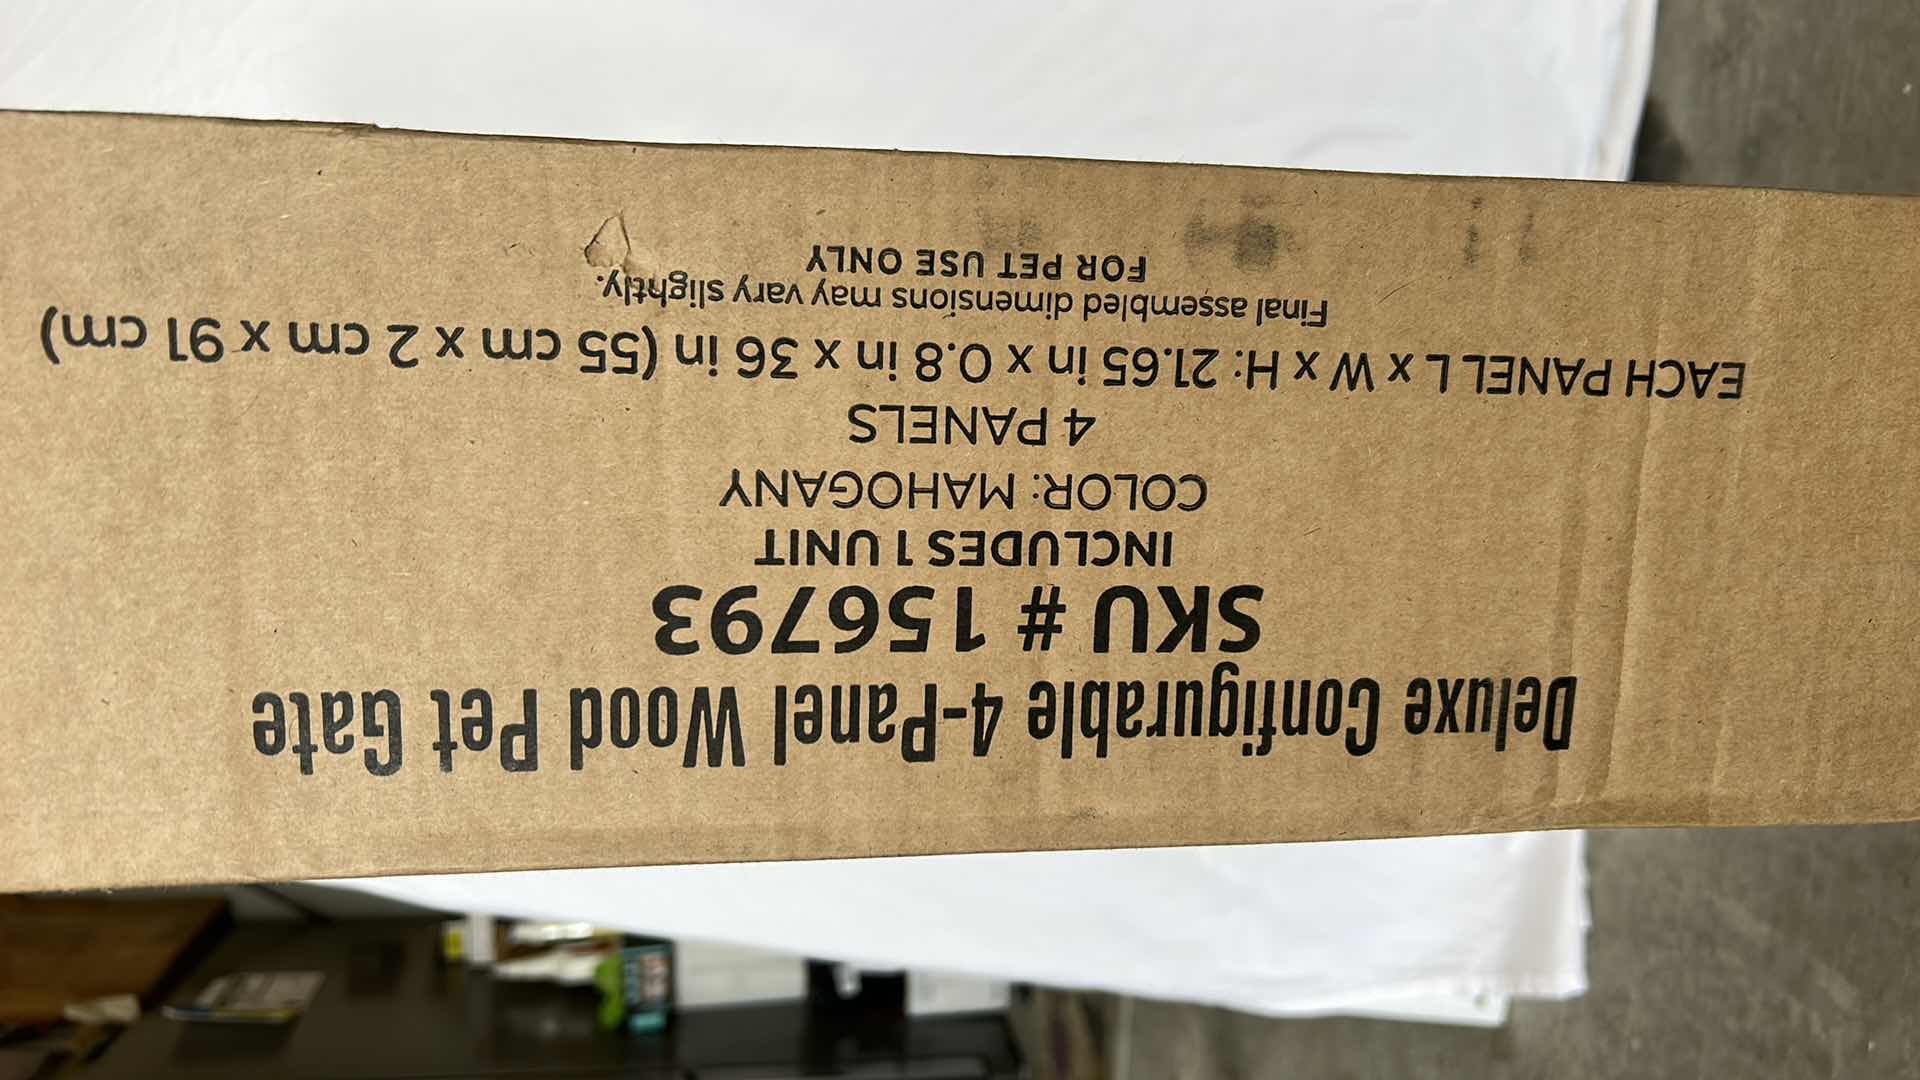 Deluxe Configurable 4-Panel Wood Pet Gate
SKU # 156793
INCLUDES 1 UNIT
COLOR: MAHOGANY
4 PANELS
EACH PANEL L x W x H: 21.65 in x 0.8 in x 36 in (55 cm x 2 cm x 91 cm)
Final assembled dimensions may vary slightly.
FOR PET USE ONLY